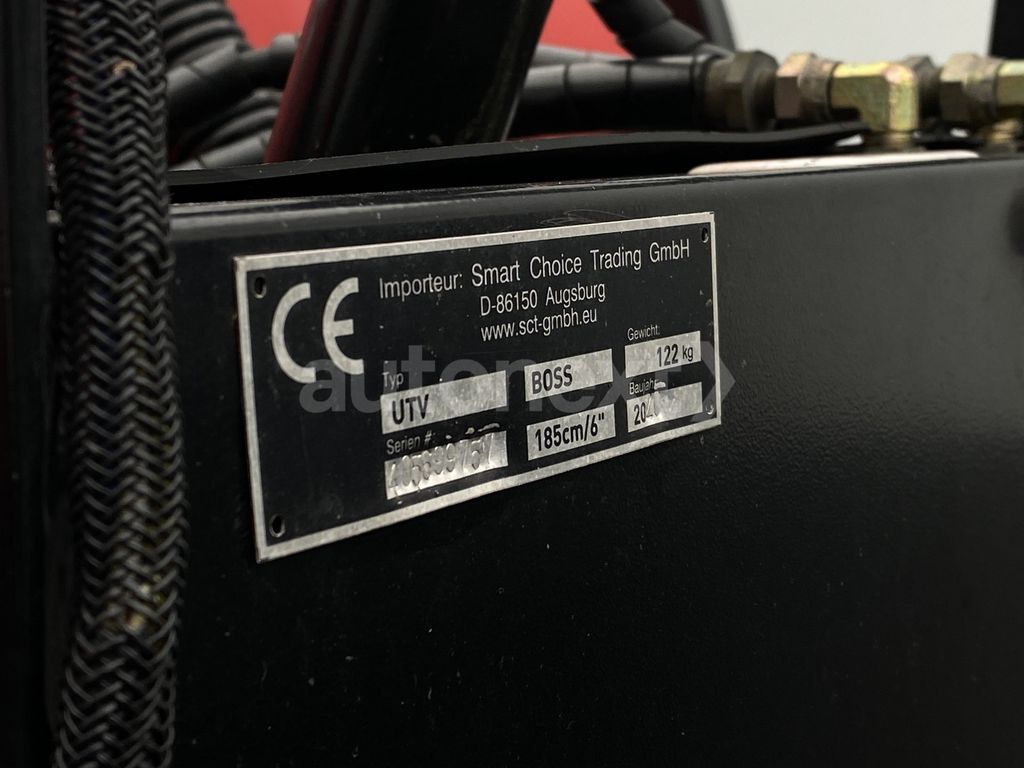 CE
Importeur: Smart Choice Trading GmbH
D-86150 Augsburg
www.sct-gmbh.eu
Typ
UTV
BOSS
Gewicht:
122 kg
Serien #:
185cm/6"
Baujahr:
autonext